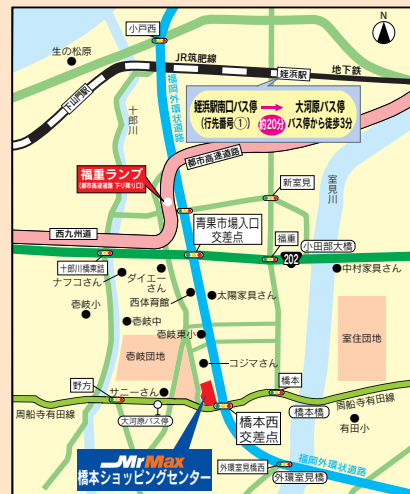 N
小戸西
生の松原
JR筑肥線
姪浜駅
地下鉄
下山門駅
福岡外環状道路
十郎川
姪浜駅南口バス停
大河原バス停
(行先番号①)
約20分
バス停から徒歩3分
都市高速道路
福重ランプ
(都市高速道路 下り降り口)
新室見
室見川
西九州道
青果市場入口
交差点
福重
小田部大橋
202
十郎川橋東詰
ナフコさん
ダイエー
さん
西体育館
太陽家具さん
中村家具さん
壱岐小
壱岐中
壱岐東小
室住団地
壱岐団地
コジマさん
野方
サニーさん
橋本
周船寺有田線
大河原バス停
橋本橋
周船寺有田線
有田小
橋本西
交差点
MrMax
橋本ショッピングセンター
外環室見橋西
福岡外環状道路
外環室見橋